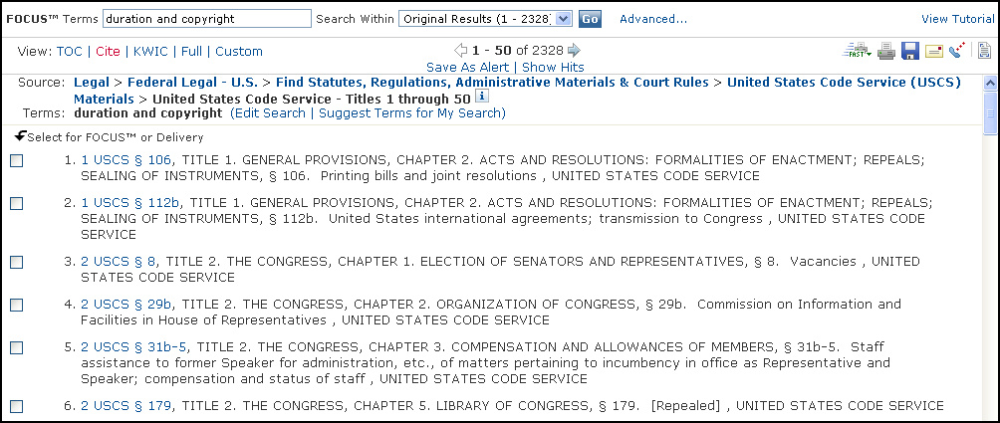 FOCUS™ Terms duration and copyright Search Within Original Results (1 - 2328) Go Advanced... View Tutorial
View: TOC | Cite | KWIC | Full | Custom 1 - 50 of 2328 FAST
Save As Alert | Show Hits
Source: Legal > Federal Legal - U.S. > Find Statutes, Regulations, Administrative Materials & Court Rules > United States Code Service (USCS)
Materials > United States Code Service - Titles 1 through 50 i
Terms: duration and copyright (Edit Search | Suggest Terms for My Search)
Select for FOCUS™ or Delivery
1. 1 USCS § 106, TITLE 1. GENERAL PROVISIONS, CHAPTER 2. ACTS AND RESOLUTIONS: FORMALITIES OF ENACTMENT; REPEALS;
SEALING OF INSTRUMENTS, § 106. Printing bills and joint resolutions , UNITED STATES CODE SERVICE
2. 1 USCS § 112b, TITLE 1. GENERAL PROVISIONS, CHAPTER 2. ACTS AND RESOLUTIONS: FORMALITIES OF ENACTMENT; REPEALS;
SEALING OF INSTRUMENTS, § 112b. United States international agreements; transmission to Congress , UNITED STATES CODE
SERVICE
3. 2 USCS § 8, TITLE 2. THE CONGRESS, CHAPTER 1. ELECTION OF SENATORS AND REPRESENTATIVES, § 8. Vacancies , UNITED
STATES CODE SERVICE
4. 2 USCS § 29b, TITLE 2. THE CONGRESS, CHAPTER 2. ORGANIZATION OF CONGRESS, § 29b. Commission on Information and
Facilities in House of Representatives , UNITED STATES CODE SERVICE
5. 2 USCS § 31b-5, TITLE 2. THE CONGRESS, CHAPTER 3. COMPENSATION AND ALLOWANCES OF MEMBERS, § 31b-5. Staff
assistance to former Speaker for administration, etc., of matters pertaining to incumbency in office as Representative and
Speaker; compensation and status of staff , UNITED STATES CODE SERVICE
6. 2 USCS § 179, TITLE 2. THE CONGRESS, CHAPTER 5. LIBRARY OF CONGRESS, § 179. [Repealed] , UNITED STATES CODE SERVICE